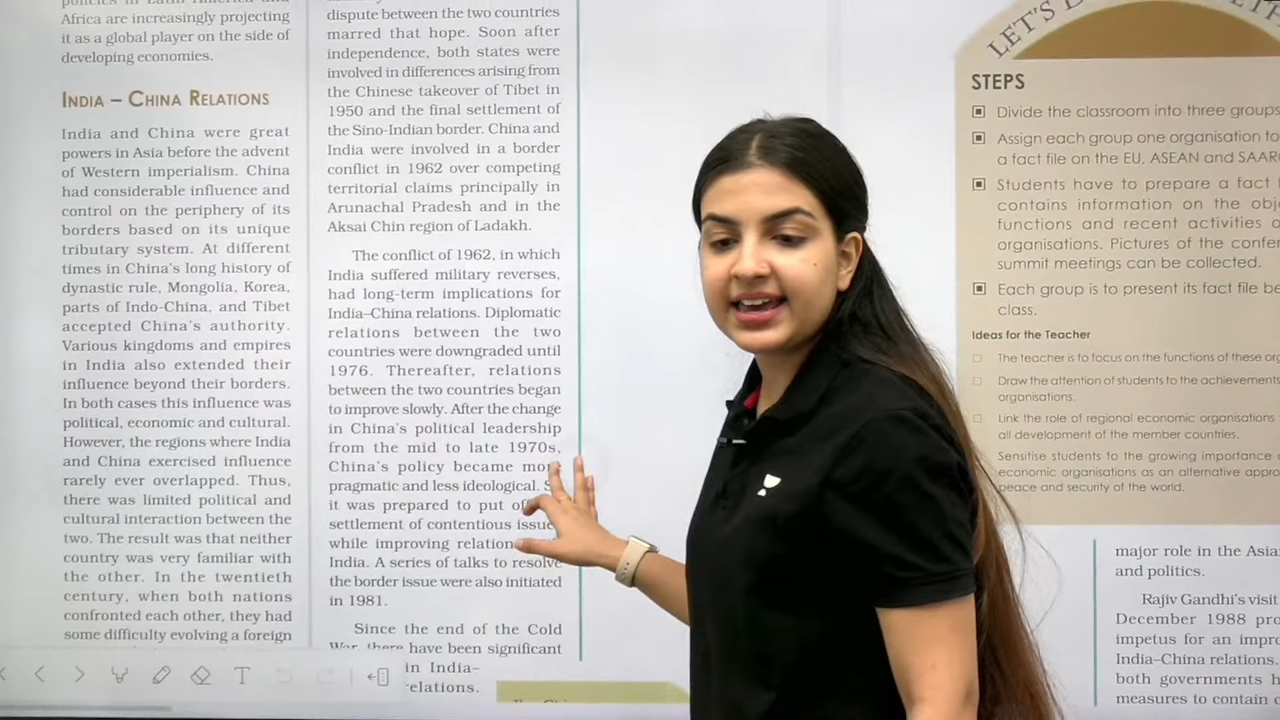 Africa are increasingly projecting
it as a global player on the side of
developing economies.
INDIA – CHINA RELATIONS
India and China were great
powers in Asia before the advent
of Western imperialism. China
had considerable influence and
control on the periphery of its
borders based on its unique
tributary system. At different
times in China's long history of
dynastic rule, Mongolia, Korea,
parts of Indo-China, and Tibet
accepted China's authority.
Various kingdoms and empires
in India also extended their
influence beyond their borders.
In both cases this influence was
political, economic and cultural.
However, the regions where India
and China exercised influence
rarely ever overlapped. Thus,
there was limited political and
cultural interaction between the
two. The result was that neither
country was very familiar with
the other. In the twentieth
century, when both nations
confronted each other, they had
some difficulty evolving a foreign
dispute between the two countries
marred that hope. Soon after
independence, both states were
involved in differences arising from
the Chinese takeover of Tibet in
1950 and the final settlement of
the Sino-Indian border. China and
India were involved in a border
conflict in 1962 over competing
territorial claims principally in
Arunachal Pradesh and in the
Aksai Chin region of Ladakh.
The conflict of 1962, in which
India suffered military reverses,
had long-term implications for
India–China relations. Diplomatic
relations between the two
countries were downgraded until
1976. Thereafter, relations
between the two countries began
to improve slowly. After the change
in China's political leadership
from the mid to late 1970s,
China's policy became
pragmatic and less ideological.
it was prepared to put
settlement of contentious
while improving
India. A series of talks to resolve
the border issue were also initiated
in 1981.
Since the end of the Cold
War, there have been significant
in India–
relations.
T
LET'S
STEPS
Divide the classroom into three groups
Assign each group one organisation to
a fact file on the EU, ASEAN and SAARC
Students have to prepare a fact
contains information on the
functions and recent activities
organisations. Pictures of the
summit meetings can be collected.
Each group is to present its fact file
class.
Ideas for the Teacher
The teacher is to focus on the functions of these
Draw the attention of students to the achievements
organisations.
Link the role of regional economic organisations
all development of the member countries.
Sensitise students to the growing importance
economic organisations as an alternative
peace and security of the world.
major role in the
and politics.
Rajiv Gandhi's visit
December 1988
impetus for an
India–China relations.
both governments
measures to contain